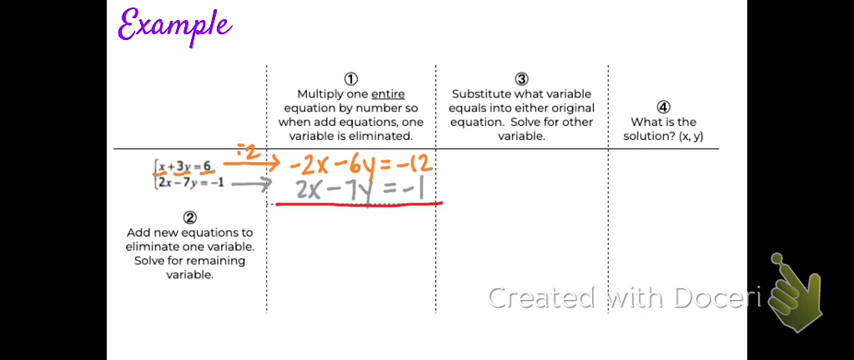 Example
①
Multiply one entire
equation by number so
when add equations, one
variable is eliminated.
③
Substitute what variable
equals into either original
equation. Solve for other
variable.
④
What is the
solution? (x, y)
x + 3y = 6
2x − 7y = −1
-2x - 6y = -12
2x - 7y = -1
②
Add new equations to
eliminate one variable.
Solve for remaining
variable.
Created with Doceri